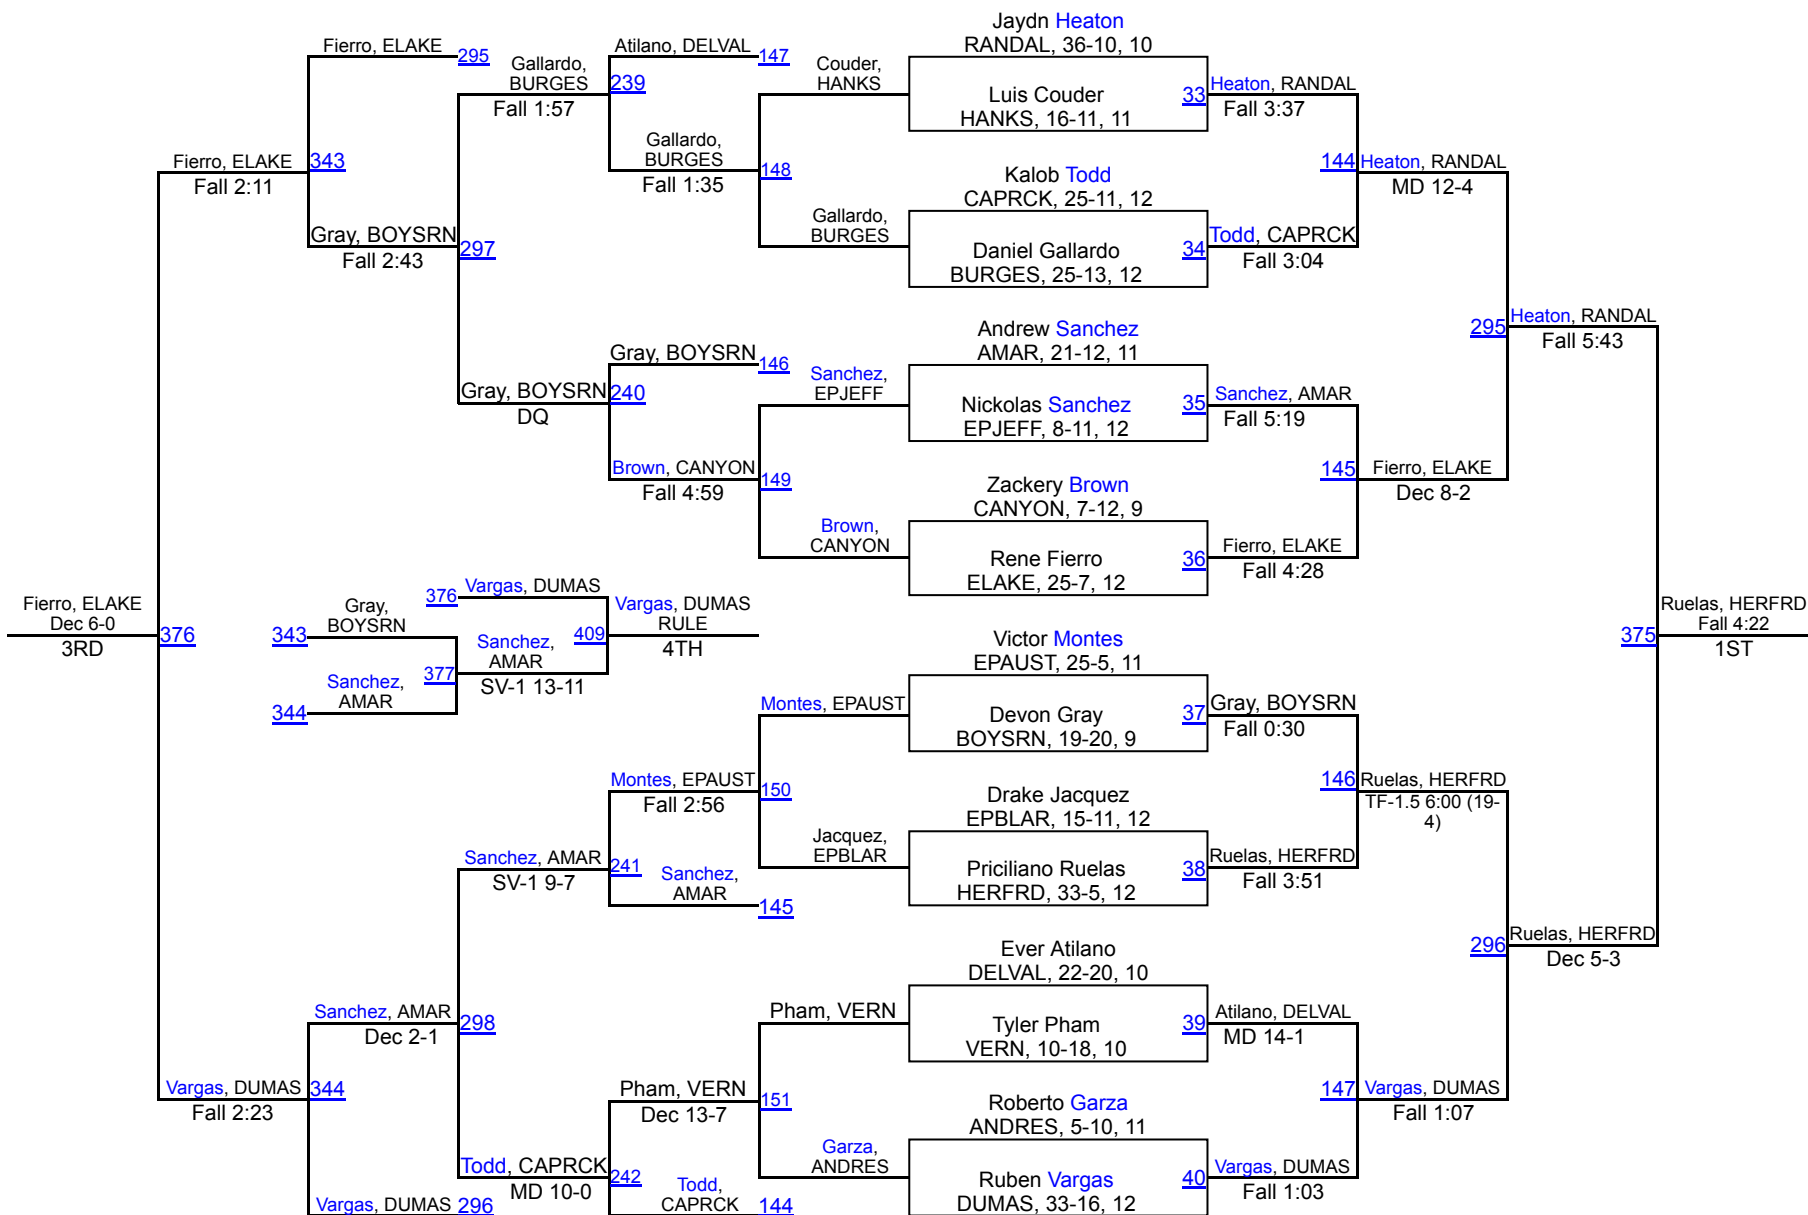 Jaydn Heaton
RANDAL, 36-10, 10
Luis Couder
HANKS, 16-11, 11
33
Kalob Todd
CAPRCK, 25-11, 12
Daniel Gallardo
BURGES, 25-13, 12
34
Andrew Sanchez
AMAR, 21-12, 11
Nickolas Sanchez
EPJEFF, 8-11, 12
35
Zackery Brown
CANYON, 7-12, 9
Rene Fierro
ELAKE, 25-7, 12
36
Victor Montes
EPAUST, 25-5, 11
Devon Gray
BOYSRN, 19-20, 9
37
Drake Jacquez
EPBLAR, 15-11, 12
Priciliano Ruelas
HERFRD, 33-5, 12
38
Ever Atilano
DELVAL, 22-20, 10
Tyler Pham
VERN, 10-18, 10
39
Roberto Garza
ANDRES, 5-10, 11
Ruben Vargas
DUMAS, 33-16, 12
40
Heaton, RANDAL
Fall 3:37
Todd, CAPRCK
Fall 3:04
Sanchez, AMAR
Fall 5:19
Fierro, ELAKE
Fall 4:28
Gray, BOYSRN
Fall 0:30
Ruelas, HERFRD
Fall 3:51
Atilano, DELVAL
MD 14-1
Vargas, DUMAS
Fall 1:03
144
Heaton, RANDAL
MD 12-4
145
Fierro, ELAKE
Dec 8-2
146
Ruelas, HERFRD
TF-1.5 6:00 (19-
4)
147
Vargas, DUMAS
Fall 1:07
295
Heaton, RANDAL
Fall 5:43
296
Ruelas, HERFRD
Dec 5-3
375
Ruelas, HERFRD
Fall 4:22
1ST
Couder,
HANKS
Gallardo,
BURGES
Sanchez,
EPJEFF
Brown,
CANYON
Montes, EPAUST
Jacquez,
EPBLAR
Pham, VERN
Garza,
ANDRES
Atilano, DELVAL
147
Gallardo,
BURGES
Fall 1:35
148
Gray, BOYSRN
146
Brown, CANYON
Fall 4:59
149
Montes, EPAUST
Fall 2:56
150
Sanchez,
AMAR
145
Pham, VERN
Dec 13-7
151
Todd,
CAPRCK
144
Gallardo,
BURGES
Fall 1:57
239
Gray, BOYSRN
DQ
240
Sanchez, AMAR
SV-1 9-7
241
Todd, CAPRCK
MD 10-0
242
Fierro, ELAKE
295
Gray, BOYSRN
Fall 2:43
297
Sanchez, AMAR
Dec 2-1
298
Vargas, DUMAS
296
Fierro, ELAKE
Fall 2:11
343
Vargas, DUMAS
Fall 2:23
344
Fierro, ELAKE
Dec 6-0
3RD
376
343
Gray,
BOYSRN
344
Sanchez,
AMAR
377
376
Vargas, DUMAS
Sanchez,
AMAR
SV-1 13-11
409
Vargas, DUMAS
RULE
4TH